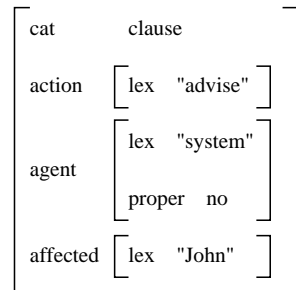 cat clause
action lex "advise"
lex "system"
agent
proper no
affected lex "John"